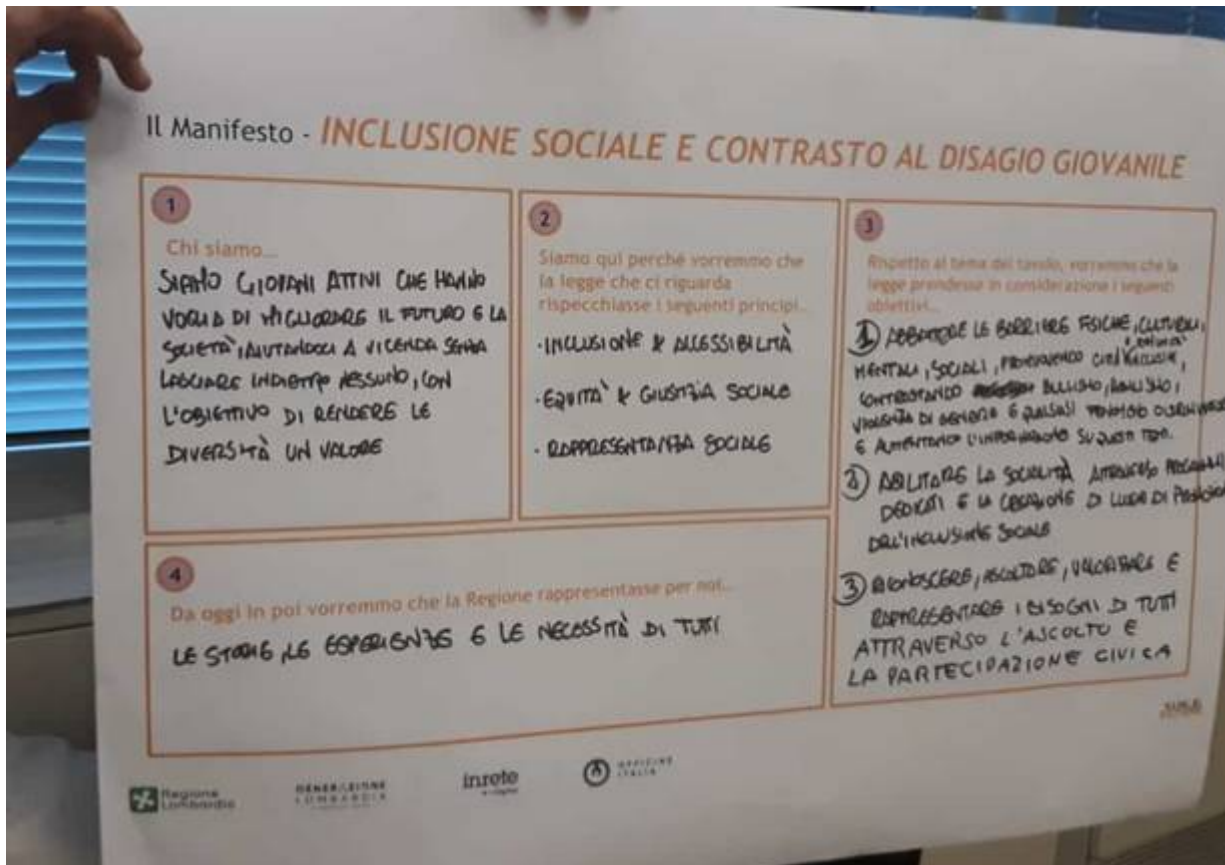 Il Manifesto - INCLUSIONE SOCIALE E CONTRASTO AL DISAGIO GIOVANILE
1
Chi siamo...
SIAMO GIOVANI ATTIVI CHE HANNO
VOGLIA DI MIGLIORARE IL FUTURO E LA
SOCIETÀ, AIUTANDOCI A VICENDA SENZA
LASCIARE INDIETRO NESSUNO, CON
L'OBIETTIVO DI RENDERE LE
DIVERSITÀ UN VALORE
2
Siamo qui perché vorremmo che
la legge che ci riguarda
rispecchiasse i seguenti principi...
· INCLUSIONE & ACCESSIBILITÀ
· EQUITÀ & GIUSTIZIA SOCIALE
· RAPPRESENTANZA SOCIALE
3
Rispetto al tema del tavolo, vorremmo che la
legge prendesse in considerazione i seguenti
obiettivi...
1) ABBATTERE LE BARRIERE FISICHE, CULTURALI,
MENTALI, SOCIALI, PROMUOVENDO
CONTRASTANDO BULLISMO, ABILISMO,
VIOLENZA DI GENERE E QUALSIASI
E AUMENTANDO L'INFORMAZIONE SU QUESTI TEMI.
2) ABILITARE LA SOCIALITÀ ATTRAVERSO
DEDICATI E LA CREAZIONE DI LUOGHI DI
DELL'INCLUSIONE SOCIALE
3) RICONOSCERE, ASCOLTARE, VALORIZZARE E
RAPPRESENTARE I BISOGNI DI TUTTI
ATTRAVERSO L'ASCOLTO E
LA PARTECIPAZIONE CIVICA
4
Da oggi in poi vorremmo che la Regione rappresentasse per noi...
LE STORIE, LE ESPERIENZE E LE NECESSITÀ DI TUTTI
Regione
Lombardia
GENERAZIONE
LOMBARDIA
inrete
OFFICINE
ITALIA